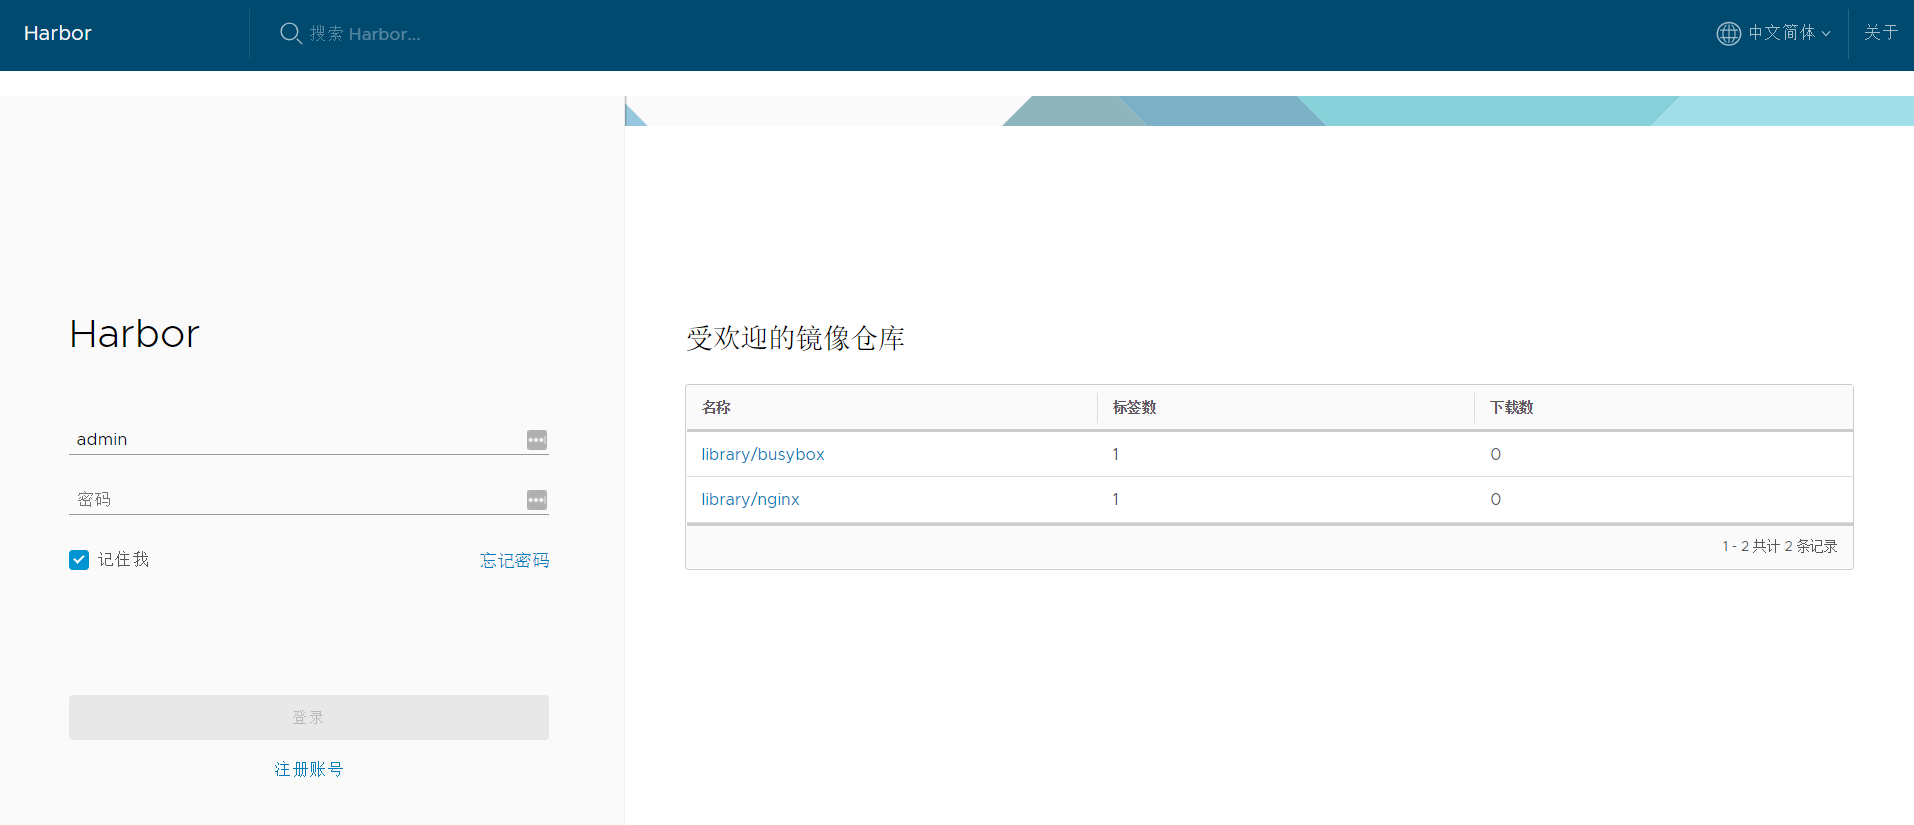 Harbor
搜索 Harbor...
中文简体
关于
Harbor
admin
密码
记住我
忘记密码
登录
注册账号
受欢迎的镜像仓库
名称 标签数 下载数
library/busybox 1 0
library/nginx 1 0
1 - 2 共计 2 条记录